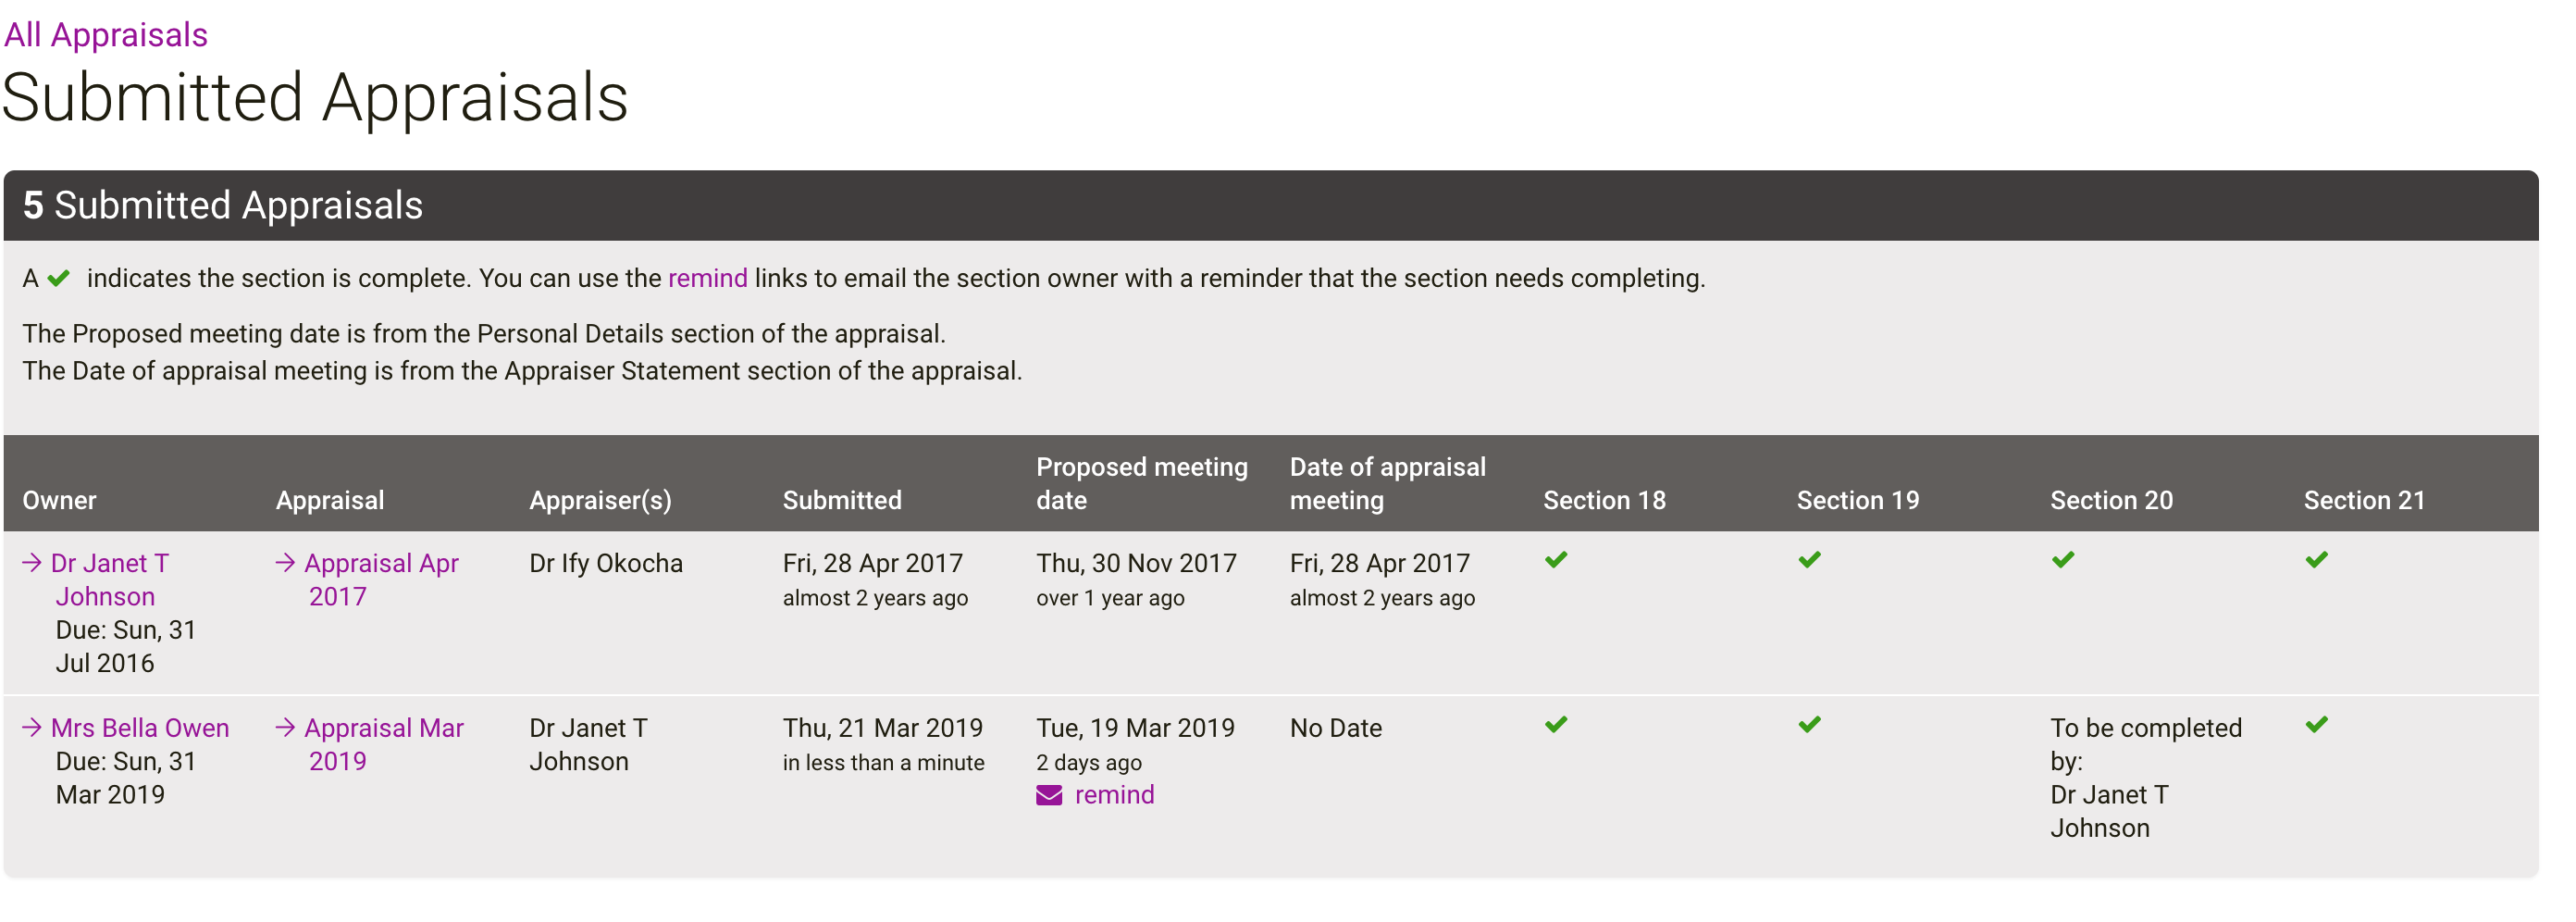 All Appraisals
Submitted Appraisals
5 Submitted Appraisals
A ✔ indicates the section is complete. You can use the remind links to email the section owner with a reminder that the section needs completing.
The Proposed meeting date is from the Personal Details section of the appraisal.
The Date of appraisal meeting is from the Appraiser Statement section of the appraisal.
Owner
Appraisal
Appraiser(s)
Submitted
Proposed meeting
date
Date of appraisal
meeting
Section 18
Section 19
Section 20
Section 21
→ Dr Janet T
Johnson
Due: Sun, 31
Jul 2016
→ Appraisal Apr
2017
Dr Ify Okocha
Fri, 28 Apr 2017
almost 2 years ago
Thu, 30 Nov 2017
over 1 year ago
Fri, 28 Apr 2017
almost 2 years ago
✔
✔
✔
✔
→ Mrs Bella Owen
Due: Sun, 31
Mar 2019
→ Appraisal Mar
2019
Dr Janet T
Johnson
Thu, 21 Mar 2019
in less than a minute
Tue, 19 Mar 2019
2 days ago
remind
No Date
✔
✔
To be completed
by:
Dr Janet T
Johnson
✔